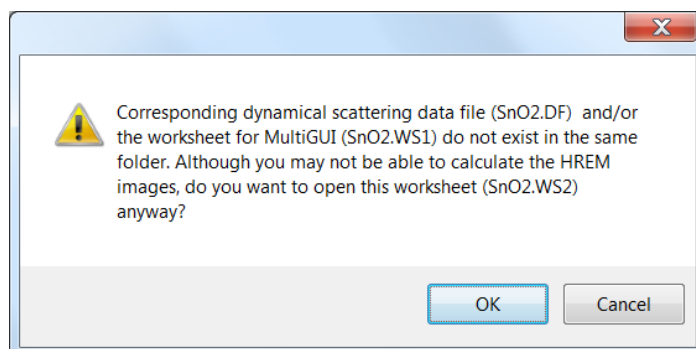 Corresponding dynamical scattering data file (SnO2.DF)  and/or
the worksheet for MultiGUI (SnO2.WS1) do not exist in the same
folder. Although you may not be able to calculate the HREM
images, do you want to open this worksheet (SnO2.WS2)
anyway?
OK
Cancel